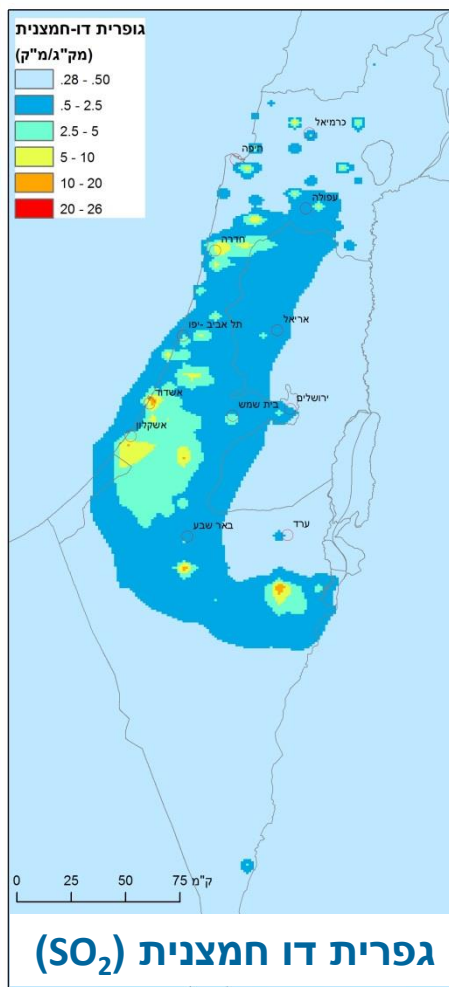 גופרית דו-חמצנית
(מק"ג/מ"ק)
.28 - .50
.5 - 2.5
2.5 - 5
5 - 10
10 - 20
20 - 26
כרמיאל
חיפה
עפולה
חדרה
אריאל
תל אביב -יפו
ירושלים
בית שמש
אשדוד
אשקלון
ערד
באר שבע
0 25 50 75 ק"מ
גפרית דו חמצנית (SO₂)